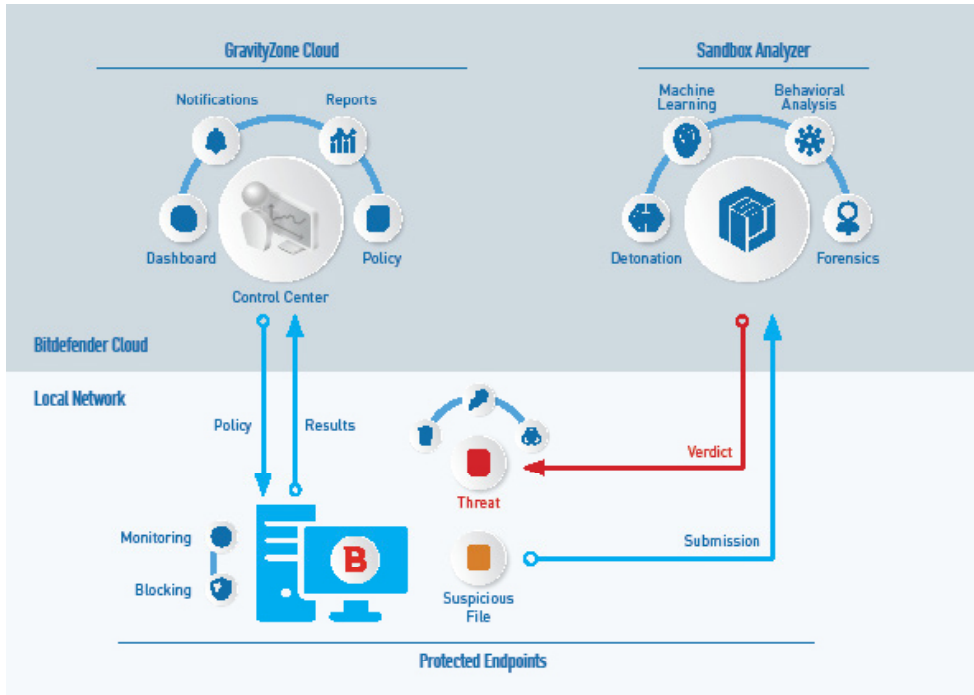 GravityZone Cloud
Sandbox Analyzer
Notifications
Reports
Machine
Learning
Behavioral
Analysis
Dashboard
Policy
Detonation
Forensics
Control Center
Bitdefender Cloud
Local Network
Policy
Results
Verdict
Threat
Monitoring
Submission
B
Blocking
Suspicious
File
Protected Endpoints